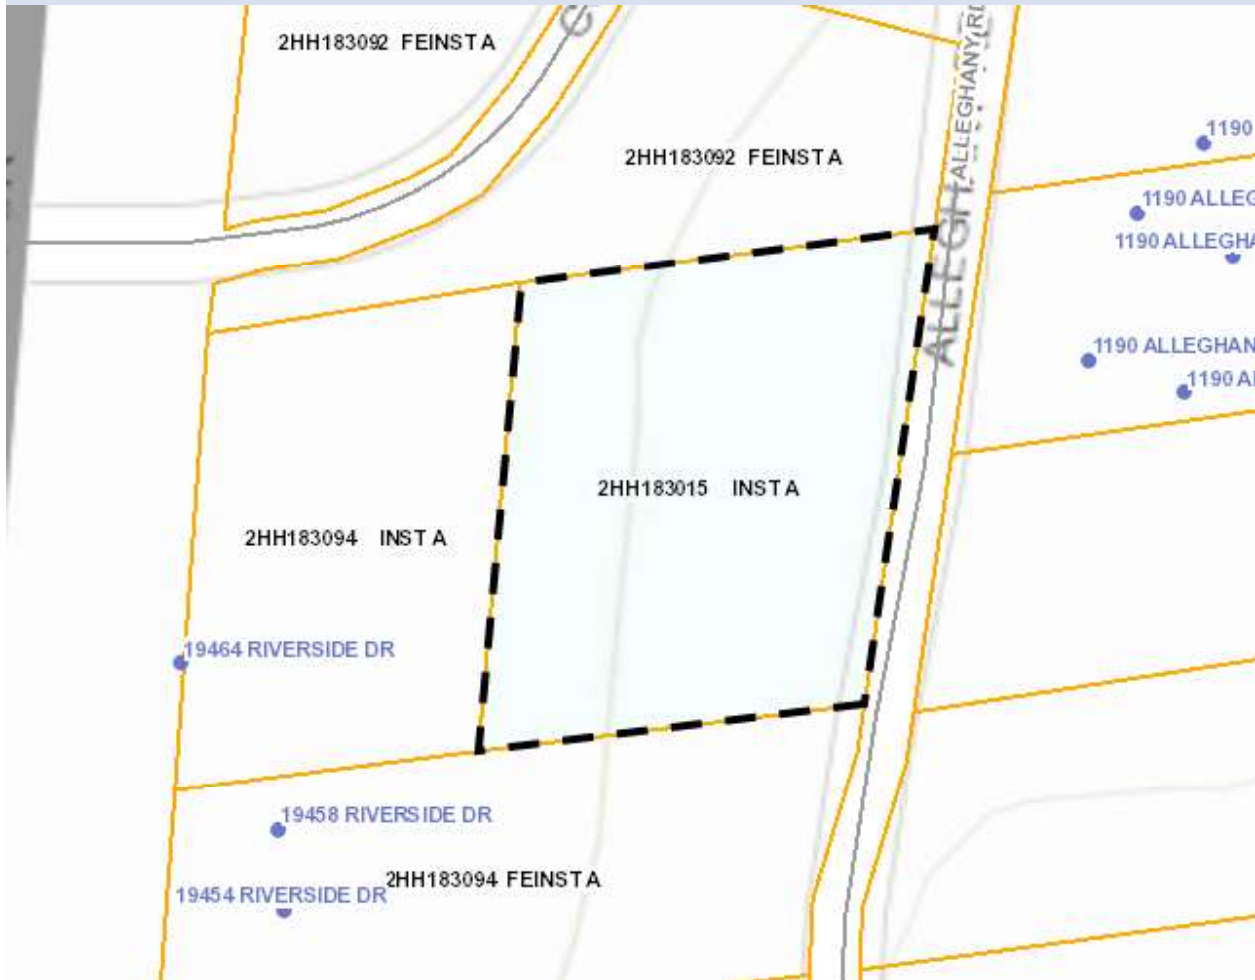 2HH183092 FEINSTA
ALLEGHANY
2HH183092 FEINSTA
1190
1190 ALLEG
1190 ALLEGHA
ALLEGH
1190 ALLEGHAN
1190 AL
2HH183015 INSTA
2HH183094 INSTA
19464 RIVERSIDE DR
19458 RIVERSIDE DR
2HH183094 FEINSTA
19454 RIVERSIDE DR